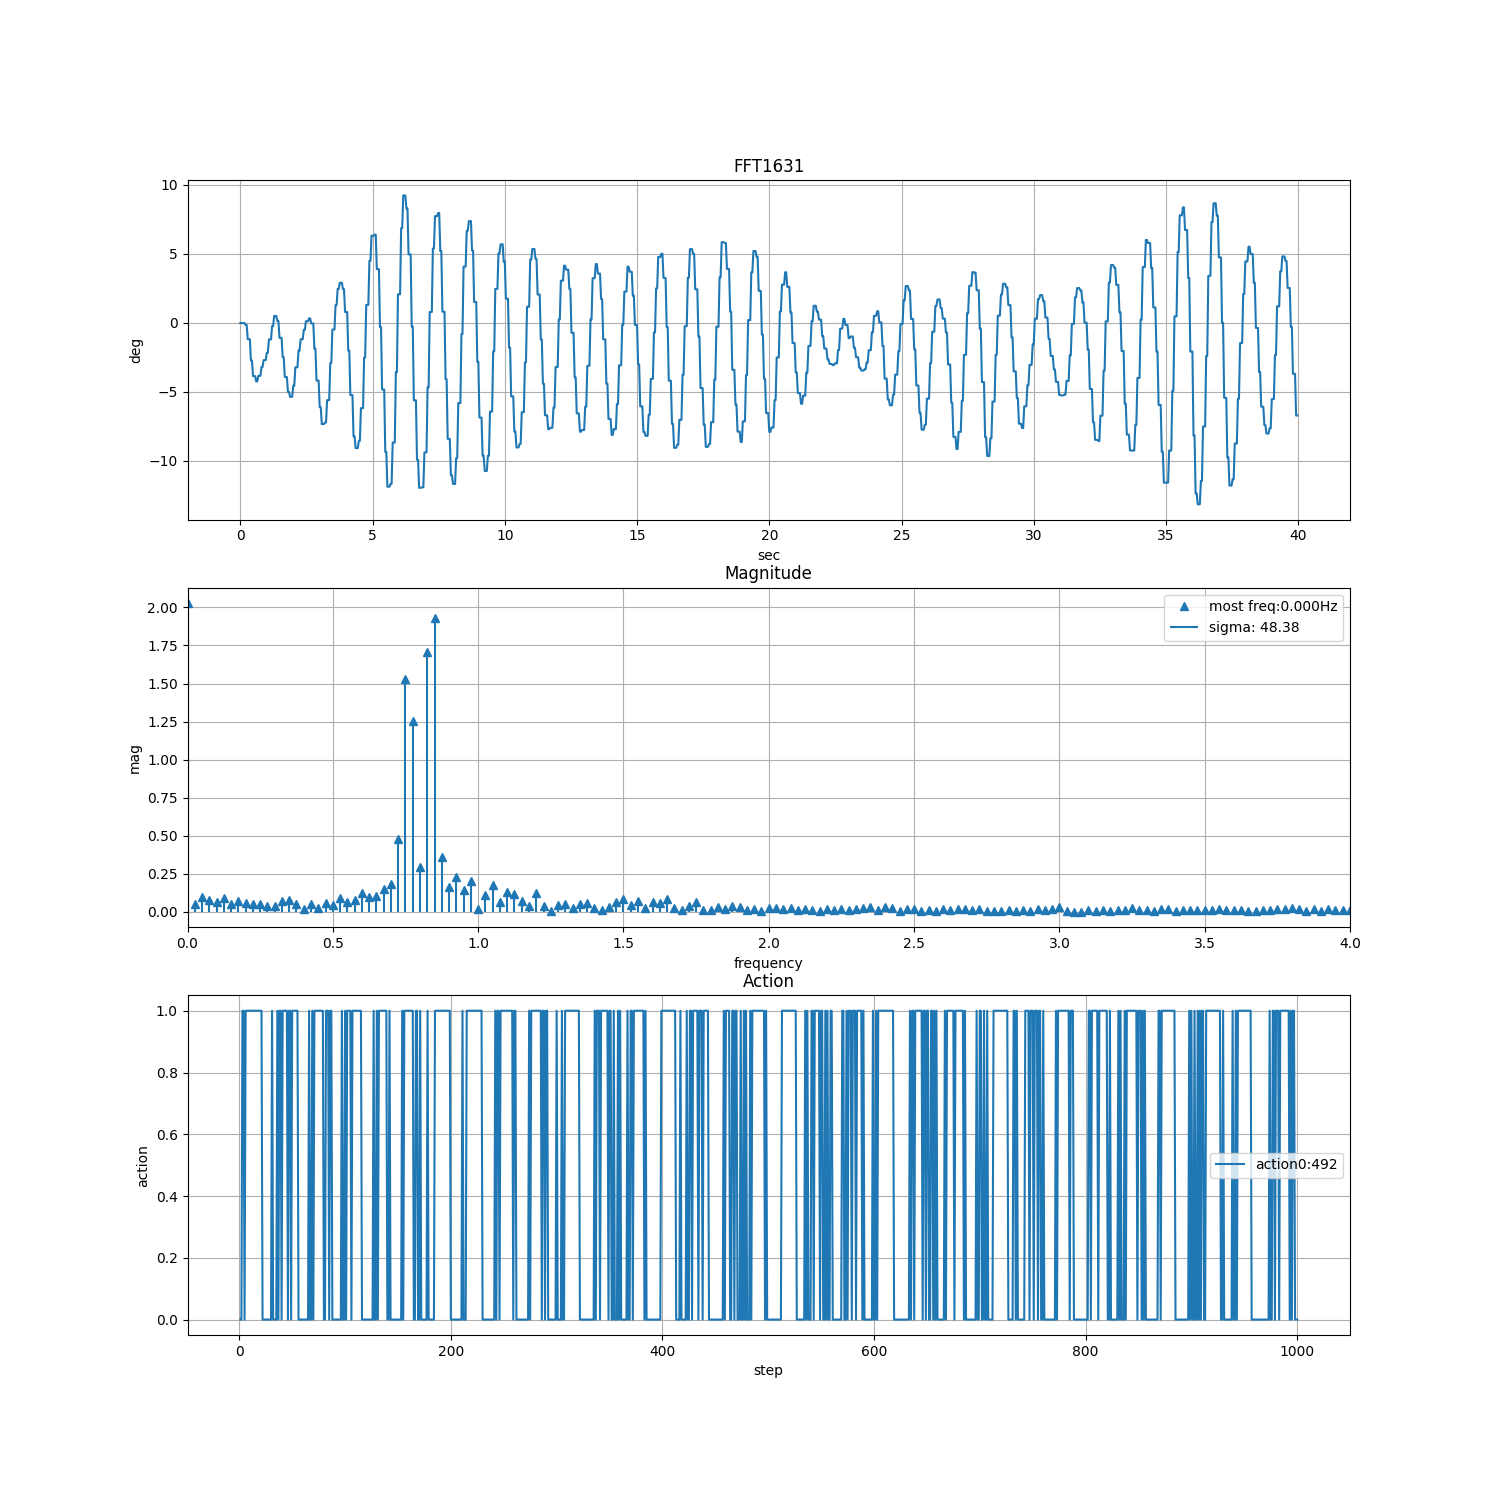 FFT1631
10
5
0
−5
−10
deg
0 5 10 15 20 25 30 35 40
sec
Magnitude
2.00
1.75
1.50
1.25
1.00
0.75
0.50
0.25
0.00
mag
most freq:0.000Hz
sigma: 48.38
0.0 0.5 1.0 1.5 2.0 2.5 3.0 3.5 4.0
frequency
Action
1.0
0.8
0.6
0.4
0.2
0.0
action
action0:492
0 200 400 600 800 1000
step